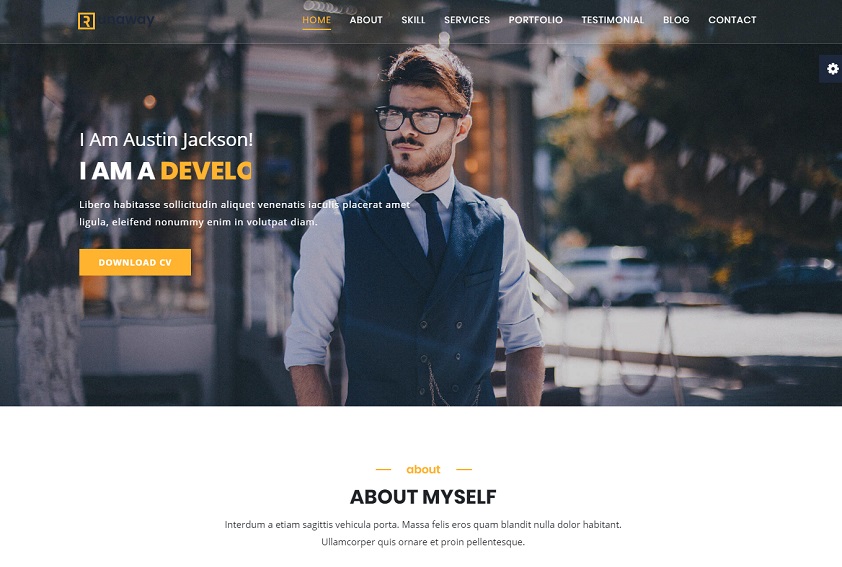 Runaway
HOME ABOUT SKILL SERVICES PORTFOLIO TESTIMONIAL BLOG CONTACT
I Am Austin Jackson!
I AM A DEVELO
Libero habitasse sollicitudin aliquet venenatis iaculis placerat amet
ligula, eleifend nonummy enim in volutpat diam.
DOWNLOAD CV
about
ABOUT MYSELF
Interdum a etiam sagittis vehicula porta. Massa felis eros quam blandit nulla dolor habitant.
Ullamcorper quis ornare et proin pellentesque.